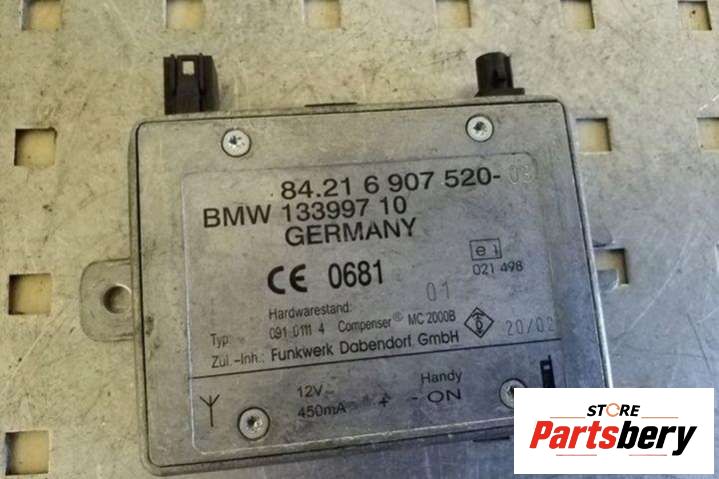 84.21 6 907 520-03
BMW 133997 10
GERMANY
CE 0681
e1
021 498
Hardwarestand: 01
Typ: 091 0111 4 Compenser® MC 2000B
Zul.-Inh.: Funkwerk Dabendorf GmbH
20/02
12V
450mA + - ON
Handy
STORE
Partsbery